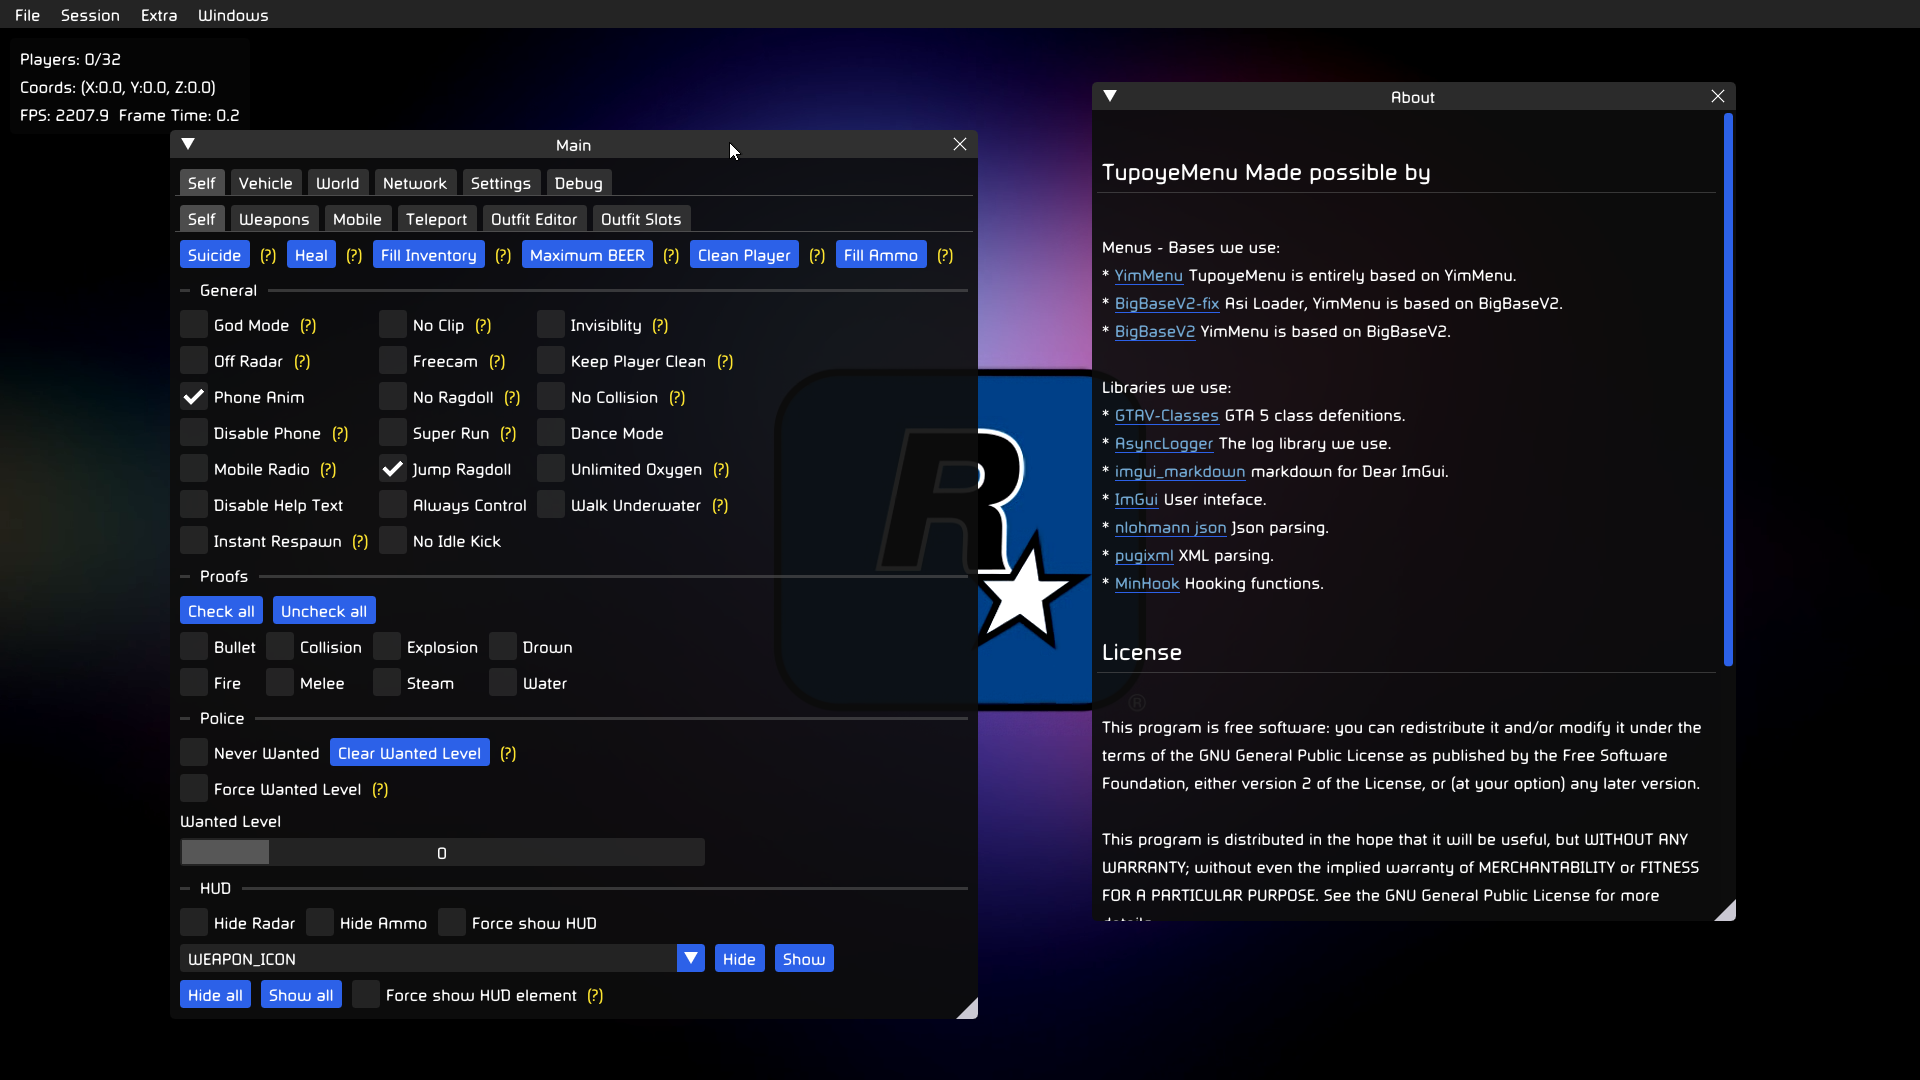 File Session Extra Windows
Players: 0/32
Coords: (X:0.0, Y:0.0, Z:0.0)
FPS: 2207.9 Frame Time: 0.2
Main
Self Vehicle World Network Settings Debug
Self Weapons Mobile Teleport Outfit Editor Outfit Slots
Suicide (?) Heal (?) Fill Inventory (?) Maximum BEER (?) Clean Player (?) Fill Ammo (?)
General
God Mode (?) No Clip (?) Invisiblity (?)
Off Radar (?) Freecam (?) Keep Player Clean (?)
Phone Anim No Ragdoll (?) No Collision (?)
Disable Phone (?) Super Run (?) Dance Mode
Mobile Radio (?) Jump Ragdoll Unlimited Oxygen (?)
Disable Help Text Always Control Walk Underwater (?)
Instant Respawn (?) No Idle Kick
Proofs
Check all Uncheck all
Bullet Collision Explosion Drown
Fire Melee Steam Water
Police
Never Wanted Clear Wanted Level (?)
Force Wanted Level (?)
Wanted Level
0
HUD
Hide Radar Hide Ammo Force show HUD
WEAPON_ICON Hide Show
Hide all Show all Force show HUD element (?)
R
®
About
TupoyeMenu Made possible by
Menus - Bases we use:
* YimMenu TupoyeMenu is entirely based on YimMenu.
* BigBaseV2-fix Asi Loader, YimMenu is based on BigBaseV2.
* BigBaseV2 YimMenu is based on BigBaseV2.
Libraries we use:
* GTAV-Classes GTA 5 class defenitions.
* AsyncLogger The log library we use.
* imgui_markdown markdown for Dear ImGui.
* ImGui User inteface.
* nlohmann json Json parsing.
* pugixml XML parsing.
* MinHook Hooking functions.
License
This program is free software: you can redistribute it and/or modify it under the
terms of the GNU General Public License as published by the Free Software
Foundation, either version 2 of the License, or (at your option) any later version.
This program is distributed in the hope that it will be useful, but WITHOUT ANY
WARRANTY; without even the implied warranty of MERCHANTABILITY or FITNESS
FOR A PARTICULAR PURPOSE. See the GNU General Public License for more